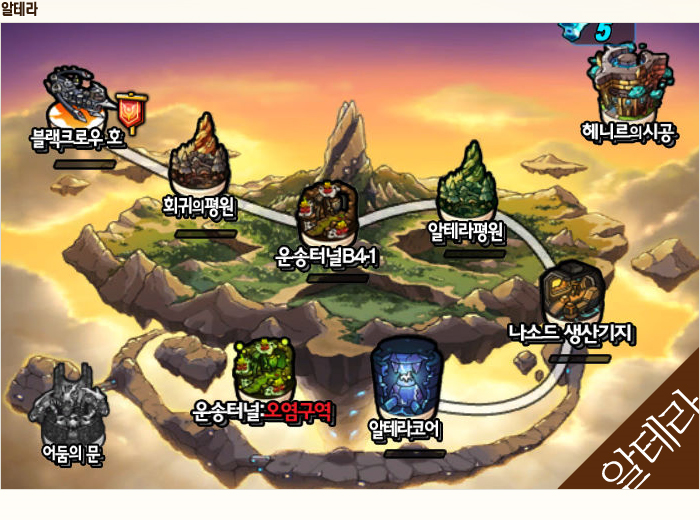 알테라
5
블랙크로우 호
헤니르의시공
회귀의평원
알테라평원
운송터널B4-1
나소드 생산기지
운송터널:오염구역
알테라코어
어둠의 문
알테라